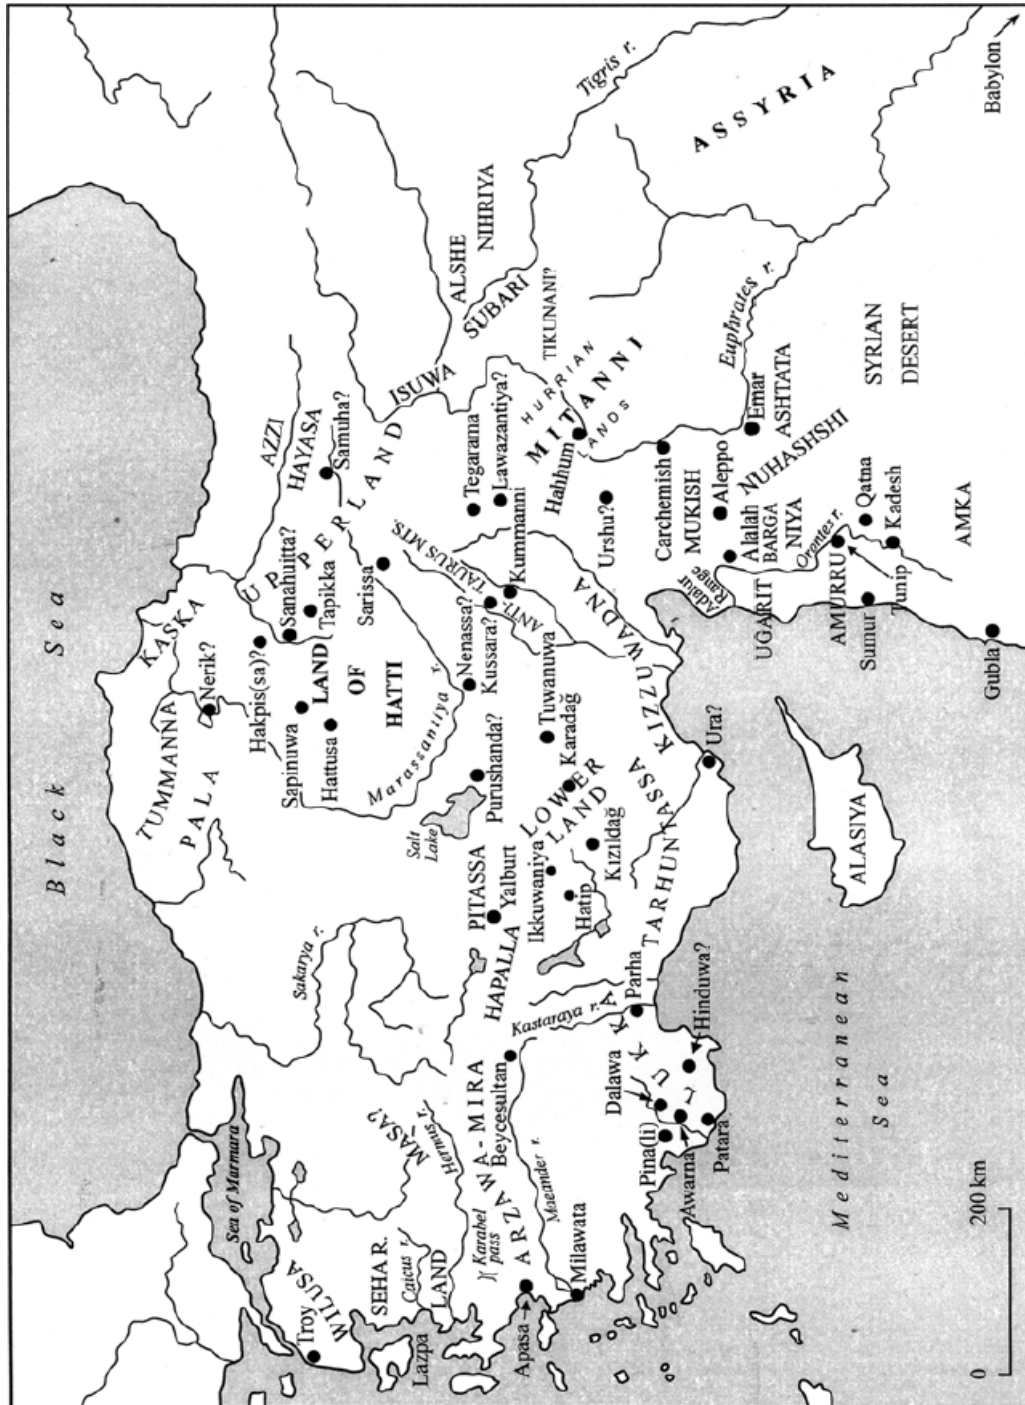 Black Sea
Sea of Marmara
Troy
WILUSA
Lazpa
SEHA R.
LAND
Caicus r.
MASA?
Hermus r.
Karabel
pass
ARZAWA-MIRA
Apasa
Milawata
Maeander r.
Beycesultan
Sakarya r.
HAPALLA
Kastaraya r.
PITASSA
Yalburt
Ikkuwaniya
Hatip
LOWER
LAND
Kızıldağ
Karadağ
Tuwanuwa
Salt
Lake
Purushanda?
Marassantiya r.
TUMMANNA
PALA
KASKA
Nerik?
Hakpis(sa)?
Sapinuwa
Hattusa
LAND
OF
HATTI
Sanahuitta?
Tapikka
UPPER LAND
Sarissa
AZZI
HAYASA
Samuha?
ISUWA
Nenassa?
Kussara?
ANTI-
TAURUS MTS.
Kummanni
Tegarama
Lawazantiya?
ALSHE
NIHRIYA
SUBARI
TIKUNANI?
HURRIAN
LANDS
MITANNI
Hahhum
Urshu?
Tigris r.
ASSYRIA
Babylon
Euphrates r.
Carchemish
MUKISH
Aleppo
Alalah
BARGA
NIYA
NUHASHSHI
Emar
ASHTATA
SYRIAN
DESERT
Adalur
Range
UGARIT
Orontes r.
AMURRU
Sumur
Tunip
Qatna
Kadesh
AMKA
Gubla
KIZZUWADNA
TARHUNTASSA
Ura?
ALASIYA
Parha
LUKKA
Dalawa
Hinduwa?
Pina(li)
Awarna
Patara
Mediterranean
Sea
0
200 km